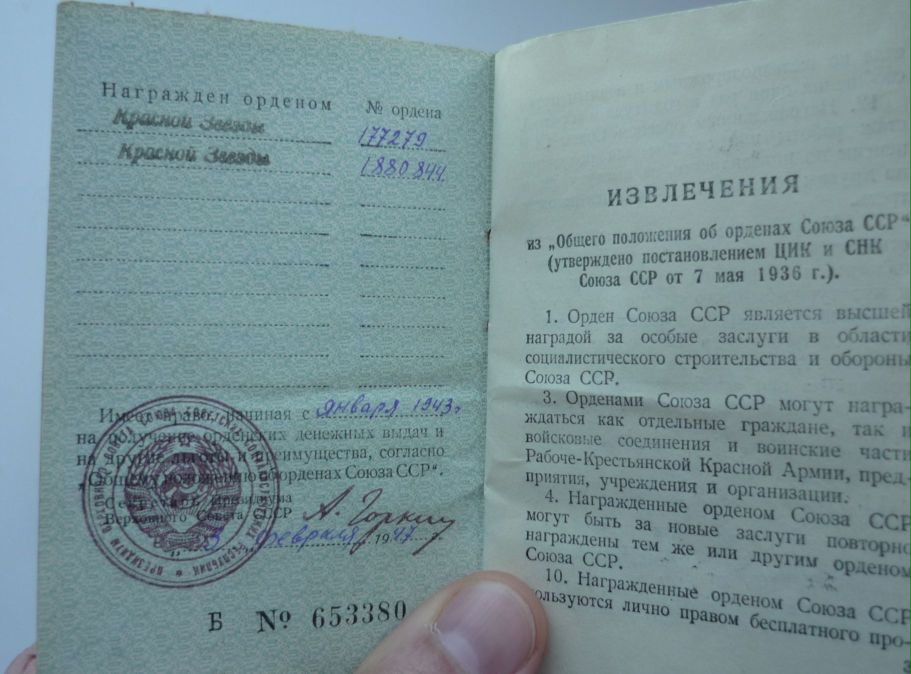 Награжден орденом № ордена
Красной Звезды 177279
Красной Звезды 1880844
Имеет право, начиная с января 1943 г.
на получение орденских денежных выдач и
на другие льготы и преимущества, согласно
„Общему положению об орденах Союза ССР“.
Секретарь Президиума
Верховного Совета СССР А. Горкин
3 февраля 1947
Б № 653380
ИЗВЛЕЧЕНИЯ
из „Общего положения об орденах Союза ССР“
(утверждено постановлением ЦИК и СНК
Союза ССР от 7 мая 1936 г.).
1. Орден Союза ССР является высшей
наградой за особые заслуги в области
социалистического строительства и обороны
Союза ССР.
3. Орденами Союза ССР могут награ-
ждаться как отдельные граждане, так и
войсковые соединения и воинские части
Рабоче-Крестьянской Красной Армии, пред-
приятия, учреждения и организации.
4. Награжденные орденом Союза ССР
могут быть за новые заслуги повторно
награждены тем же или другим орденом
Союза ССР.
10. Награжденные орденом Союза ССР
пользуются лично правом бесплатного про-
3